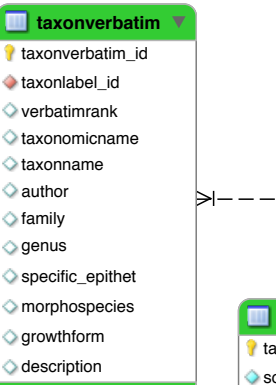 taxonverbatim
taxonverbatim_id
taxonlabel_id
verbatimrank
taxonomicname
taxonname
author
family
genus
specific_epithet
morphospecies
growthform
description